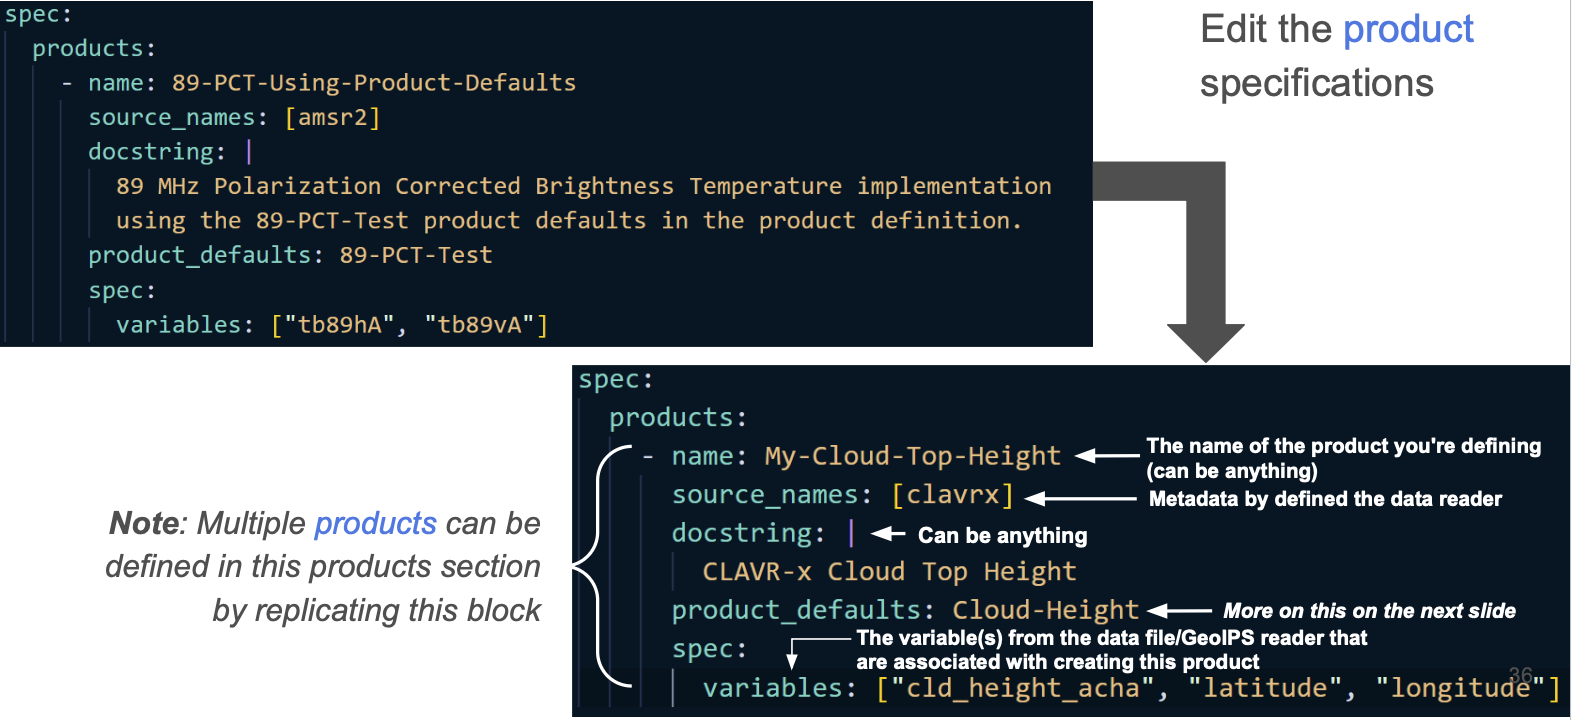 spec:
products:
- name: 89-PCT-Using-Product-Defaults
source_names: [amsr2]
docstring: |
89 MHz Polarization Corrected Brightness Temperature implementation
using the 89-PCT-Test product defaults in the product definition.
product_defaults: 89-PCT-Test
spec:
variables: ["tb89hA", "tb89vA"]
Edit the product
specifications
Note: Multiple products can be
defined in this products section
by replicating this block
spec:
products:
- name: My-Cloud-Top-Height
The name of the product you're defining
(can be anything)
source_names: [clavrx]
Metadata by defined the data reader
docstring: |
Can be anything
CLAVR-x Cloud Top Height
product_defaults: Cloud-Height
More on this on the next slide
spec:
The variable(s) from the data file/GeoIPS reader that
are associated with creating this product
variables: ["cld_height_acha", "latitude", "longitude"]
36